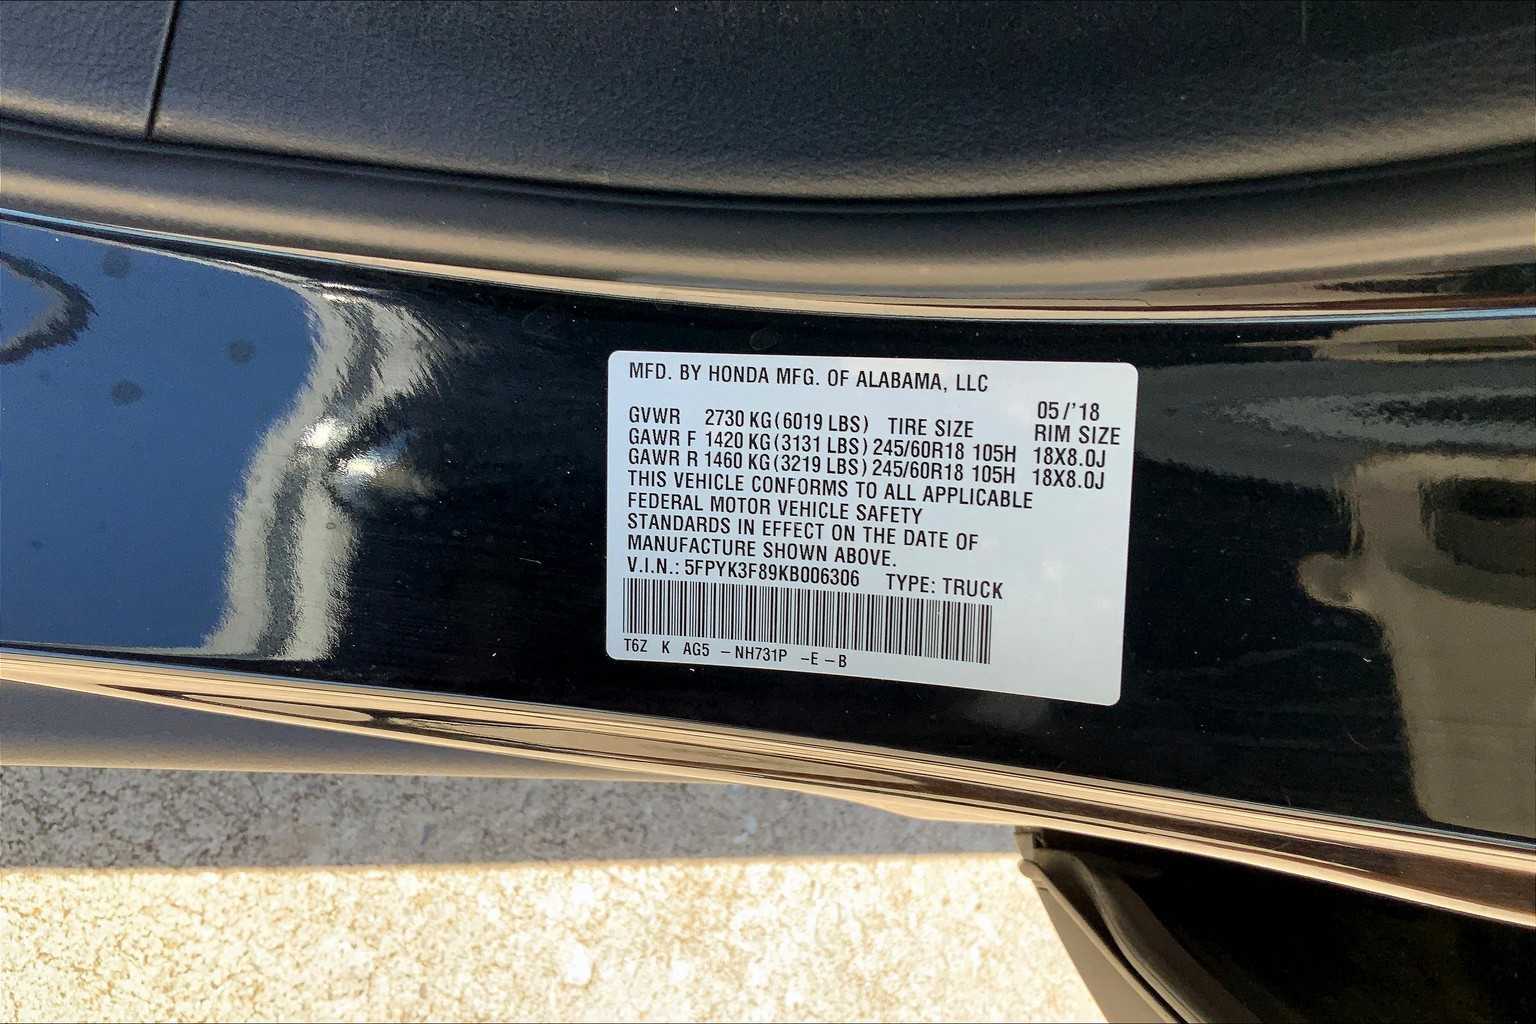 MFD. BY HONDA MFG. OF ALABAMA, LLC
05/'18
GVWR 2730 KG(6019 LBS) TIRE SIZE RIM SIZE
GAWR F 1420 KG(3131 LBS) 245/60R18 105H 18X8.0J
GAWR R 1460 KG(3219 LBS) 245/60R18 105H 18X8.0J
THIS VEHICLE CONFORMS TO ALL APPLICABLE
FEDERAL MOTOR VEHICLE SAFETY
STANDARDS IN EFFECT ON THE DATE OF
MANUFACTURE SHOWN ABOVE.
V.I.N.: 5FPYK3F89KB006306 TYPE: TRUCK
T6Z K AG5 -NH731P -E-B